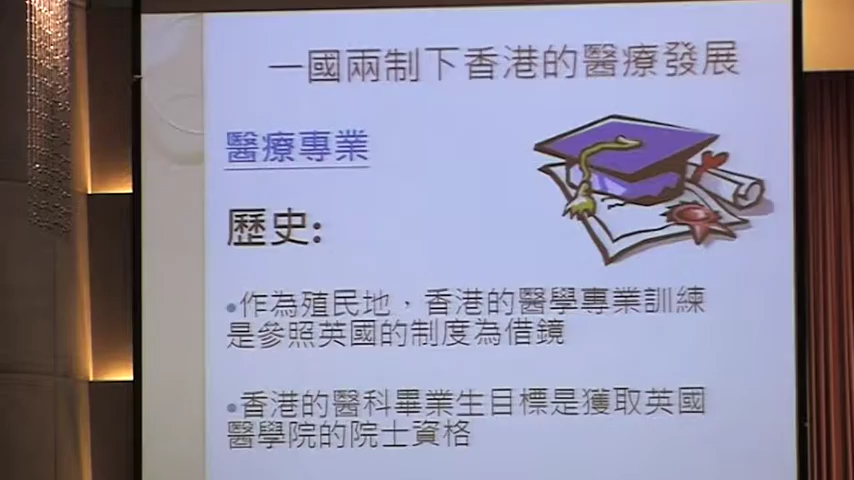 一國兩制下香港的醫療發展
醫療專業
歷史:
•作為殖民地，香港的醫學專業訓練
是參照英國的制度為借鏡
•香港的醫科畢業生目標是獲取英國
醫學院的院士資格